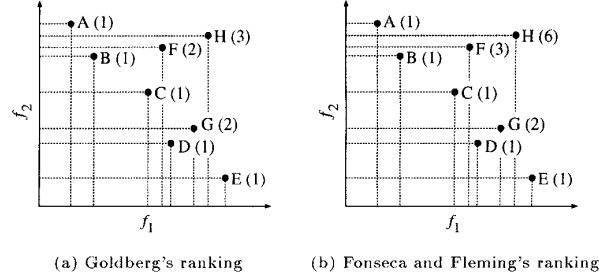 A (1)
H (3)
F (2)
B (1)
C (1)
G (2)
D (1)
E (1)
f2
f1
(a) Goldberg's ranking
A (1)
H (6)
F (3)
B (1)
C (1)
G (2)
D (1)
E (1)
f2
f1
(b) Fonseca and Fleming's ranking